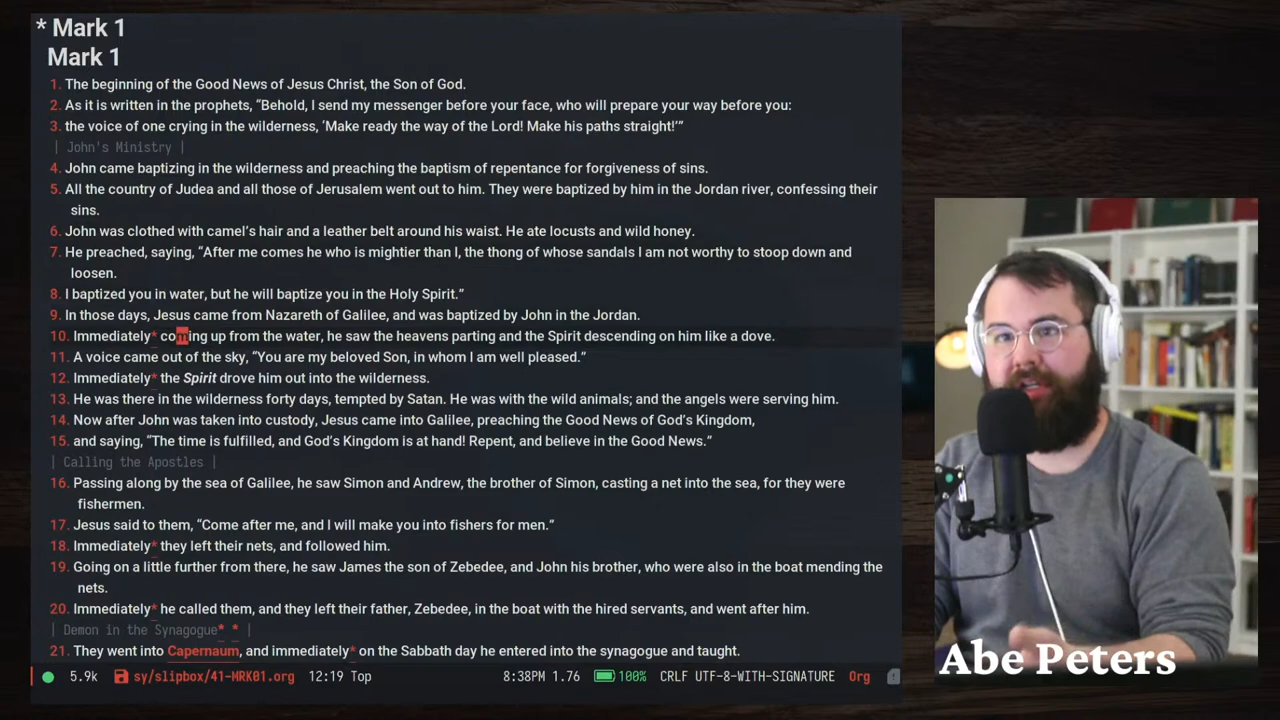 * Mark 1
Mark 1
1. The beginning of the Good News of Jesus Christ, the Son of God.
2. As it is written in the prophets, “Behold, I send my messenger before your face, who will prepare your way before you:
3. the voice of one crying in the wilderness, ‘Make ready the way of the Lord! Make his paths straight!’”
| John's Ministry |
4. John came baptizing in the wilderness and preaching the baptism of repentance for forgiveness of sins.
5. All the country of Judea and all those of Jerusalem went out to him. They were baptized by him in the Jordan river, confessing their
sins.
6. John was clothed with camel’s hair and a leather belt around his waist. He ate locusts and wild honey.
7. He preached, saying, “After me comes he who is mightier than I, the thong of whose sandals I am not worthy to stoop down and
loosen.
8. I baptized you in water, but he will baptize you in the Holy Spirit.”
9. In those days, Jesus came from Nazareth of Galilee, and was baptized by John in the Jordan.
10. Immediately* coming up from the water, he saw the heavens parting and the Spirit descending on him like a dove.
11. A voice came out of the sky, “You are my beloved Son, in whom I am well pleased.”
12. Immediately* the Spirit drove him out into the wilderness.
13. He was there in the wilderness forty days, tempted by Satan. He was with the wild animals; and the angels were serving him.
14. Now after John was taken into custody, Jesus came into Galilee, preaching the Good News of God’s Kingdom,
15. and saying, “The time is fulfilled, and God’s Kingdom is at hand! Repent, and believe in the Good News.”
| Calling the Apostles |
16. Passing along by the sea of Galilee, he saw Simon and Andrew, the brother of Simon, casting a net into the sea, for they were
fishermen.
17. Jesus said to them, “Come after me, and I will make you into fishers for men.”
18. Immediately* they left their nets, and followed him.
19. Going on a little further from there, he saw James the son of Zebedee, and John his brother, who were also in the boat mending the
nets.
20. Immediately* he called them, and they left their father, Zebedee, in the boat with the hired servants, and went after him.
| Demon in the Synagogue* * |
21. They went into Capernaum, and immediately* on the Sabbath day he entered into the synagogue and taught.
5.9k sy/slipbox/41-MRK01.org 12:19 Top 8:38PM 1.76 100% CRLF UTF-8-WITH-SIGNATURE Org
Abe Peters